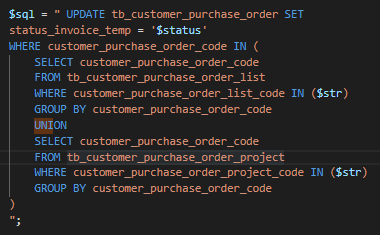 $sql = " UPDATE tb_customer_purchase_order SET
status_invoice_temp = '$status'
WHERE customer_purchase_order_code IN (
SELECT customer_purchase_order_code
FROM tb_customer_purchase_order_list
WHERE customer_purchase_order_list_code IN ($str)
GROUP BY customer_purchase_order_code
UNION
SELECT customer_purchase_order_code
FROM tb_customer_purchase_order_project
WHERE customer_purchase_order_project_code IN ($str)
GROUP BY customer_purchase_order_code
)
";